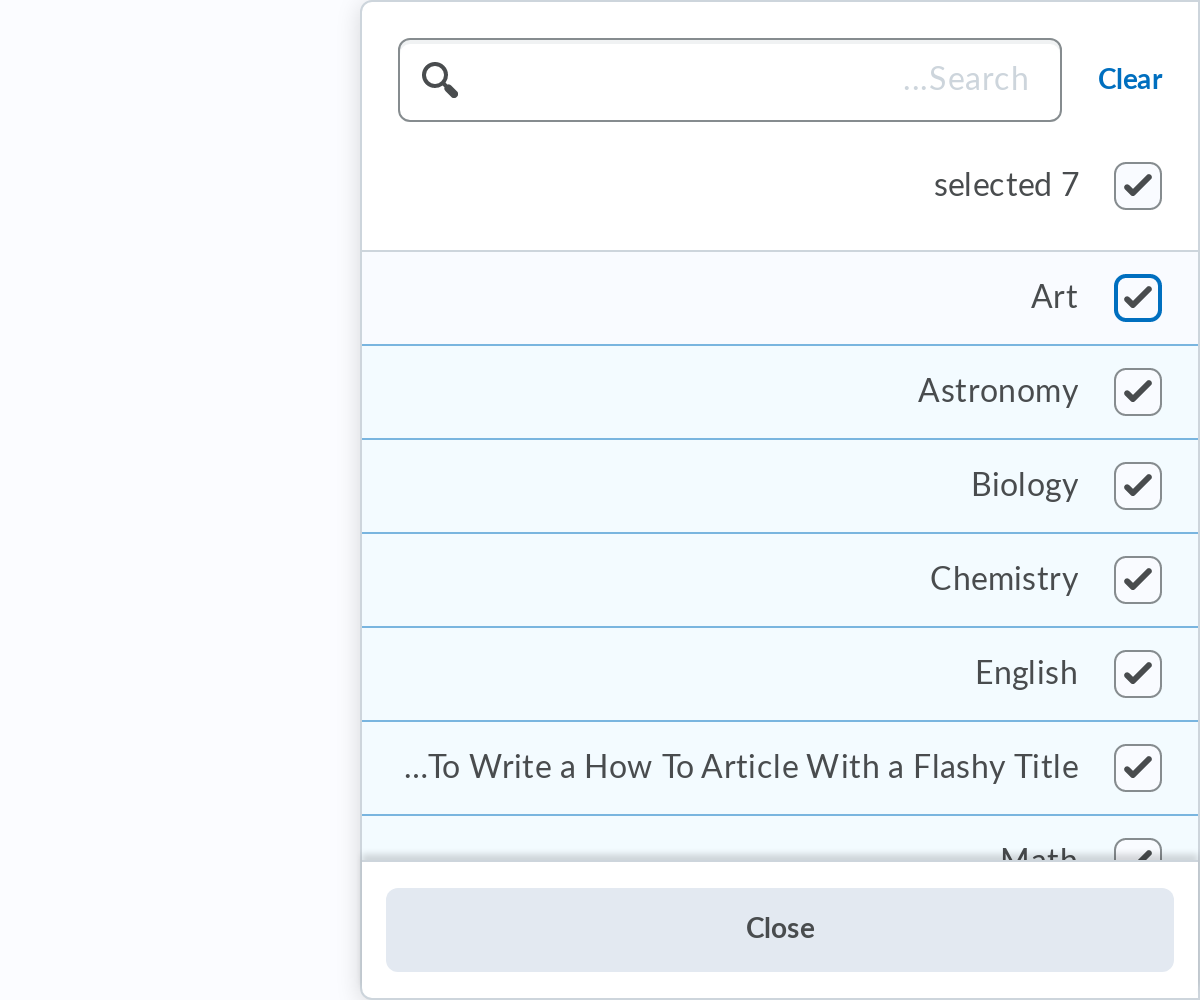 ...Search
Clear
selected 7
Art
Astronomy
Biology
Chemistry
English
...To Write a How To Article With a Flashy Title
Math
Close